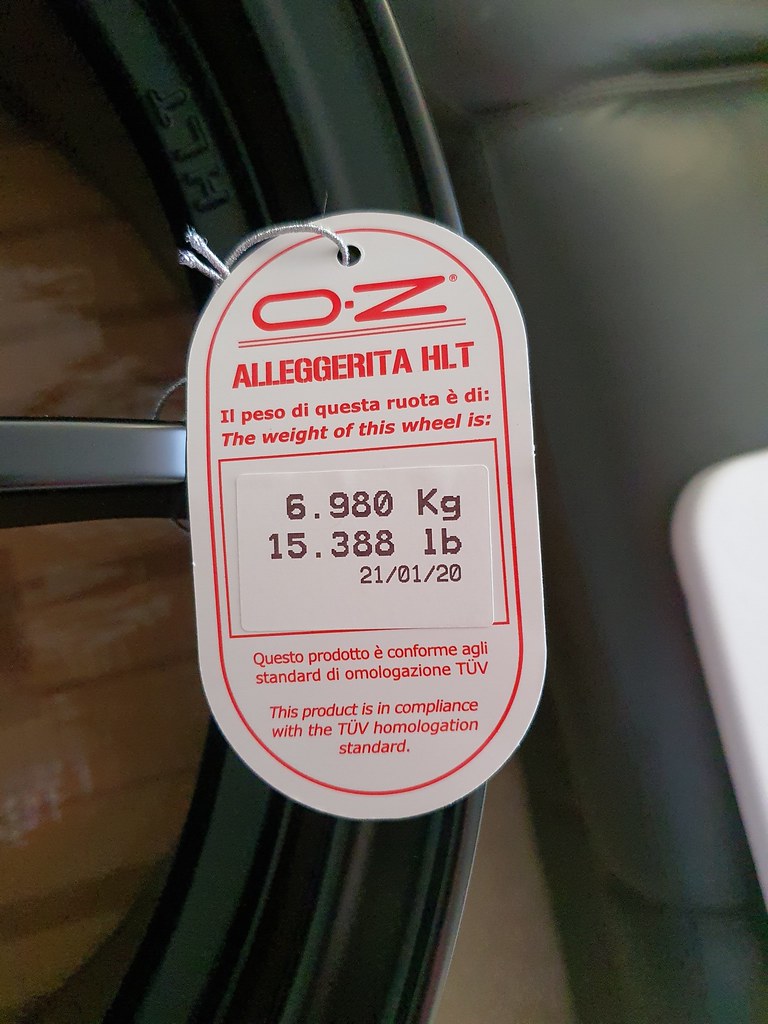 HLT
O·Z®
ALLEGGERITA HLT
Il peso di questa ruota è di:
The weight of this wheel is:
6.980 Kg
15.388 lb
21/01/20
Questo prodotto è conforme agli
standard di omologazione TÜV
This product is in compliance
with the TÜV homologation
standard.